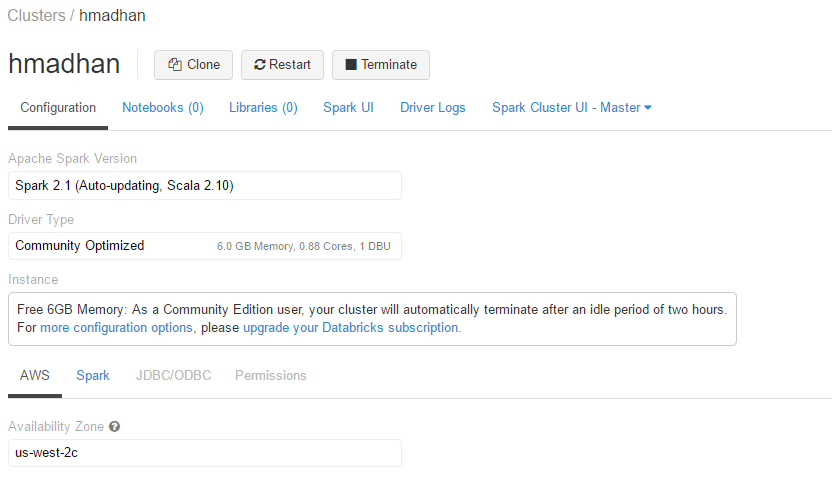 Clusters / hmadhan
hmadhan Clone Restart Terminate
Configuration Notebooks (0) Libraries (0) Spark UI Driver Logs Spark Cluster UI - Master
Apache Spark Version
Spark 2.1 (Auto-updating, Scala 2.10)
Driver Type
Community Optimized 6.0 GB Memory, 0.88 Cores, 1 DBU
Instance
Free 6GB Memory: As a Community Edition user, your cluster will automatically terminate after an idle period of two hours.
For more configuration options, please upgrade your Databricks subscription.
AWS Spark JDBC/ODBC Permissions
Availability Zone ?
us-west-2c